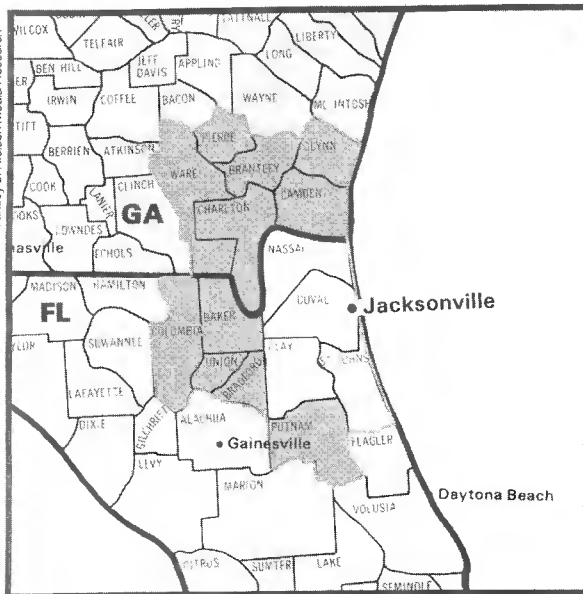 WILCOX
TELFAIR
TATTNALL
LIBERTY
LONG
BEN HILL
JEFF DAVIS
APPLING
IRWIN
COFFEE
BACON
WAYNE
MC INTOSH
TIFT
PIERCE
GLYNN
BERRIEN
ATKINSON
WARE
BRANTLEY
COOK
LANIER
CLINCH
CAMDEN
CHARLTON
GA
LOWNDES
ECHOLS
NASSAU
MADISON
HAMILTON
FL
DUVAL
Jacksonville
COLUMBIA
BAKER
SUWANNEE
UNION
CLAY
ST JOHNS
LAFAYETTE
BRADFORD
DIXIE
GILCHRIST
ALACHUA
PUTNAM
Gainesville
FLAGLER
LEVY
MARION
Daytona Beach
VOLUSIA
CITRUS
SUMTER
LAKE
SEMINOLE